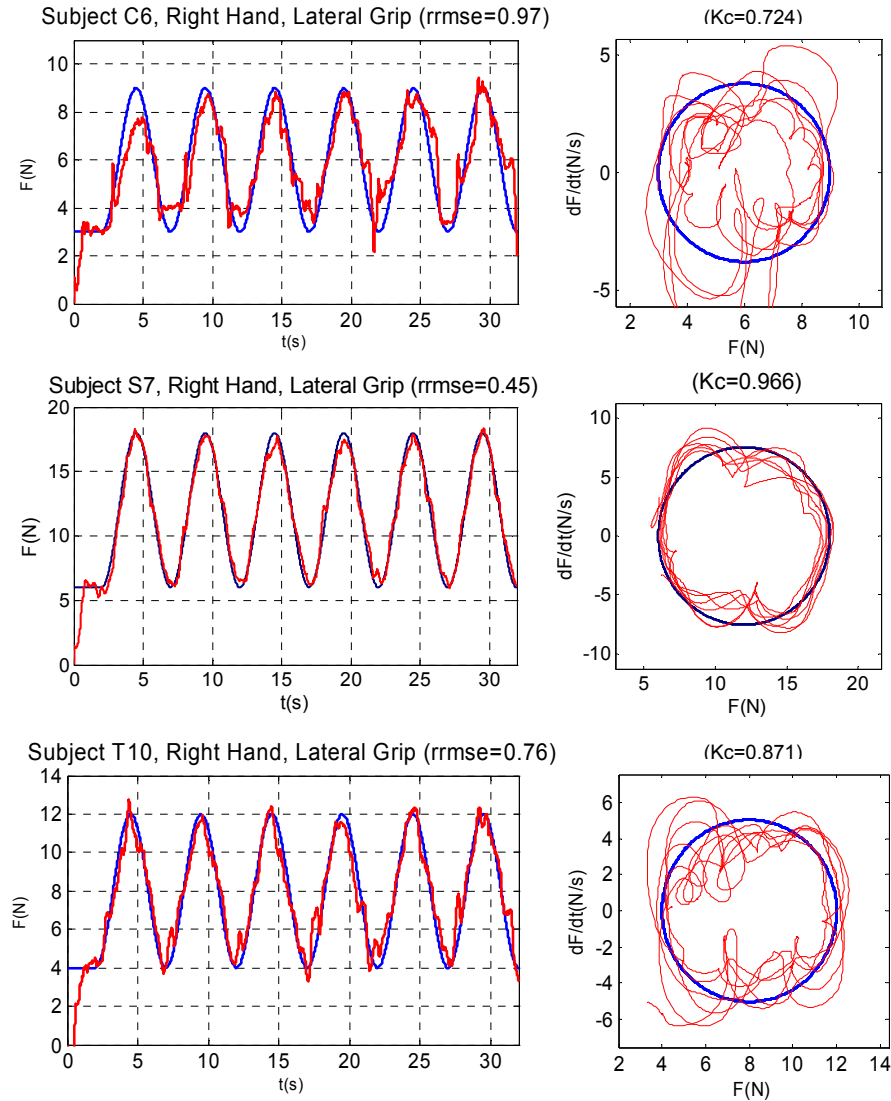 Subject C6, Right Hand, Lateral Grip (rrmse=0.97)
(Kc=0.724)
F(N)
10
8
6
4
2
0
0 5 10 15 20 25 30
t(s)
dF/dt(N/s)
5
0
-5
2 4 6 8 10
F(N)
Subject S7, Right Hand, Lateral Grip (rrmse=0.45)
(Kc=0.966)
F(N)
20
15
10
5
0
0 5 10 15 20 25 30
t(s)
dF/dt(N/s)
10
5
0
-5
-10
5 10 15 20
F(N)
Subject T10, Right Hand, Lateral Grip (rrmse=0.76)
(Kc=0.871)
F(N)
14
12
10
8
6
4
2
0
0 5 10 15 20 25 30
t(s)
dF/dt(N/s)
6
4
2
0
-2
-4
-6
2 4 6 8 10 12 14
F(N)